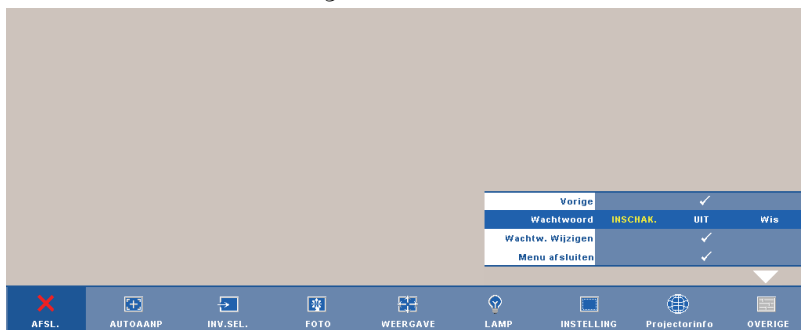 Vorige
Wachtwoord INSCHAK. UIT Wis
Wachtw. Wijzigen
Menu afsluiten
AFSL. AUTOAANP INV.SEL. FOTO WEERGAVE LAMP INSTELLING Projectorinfo OVERIGE